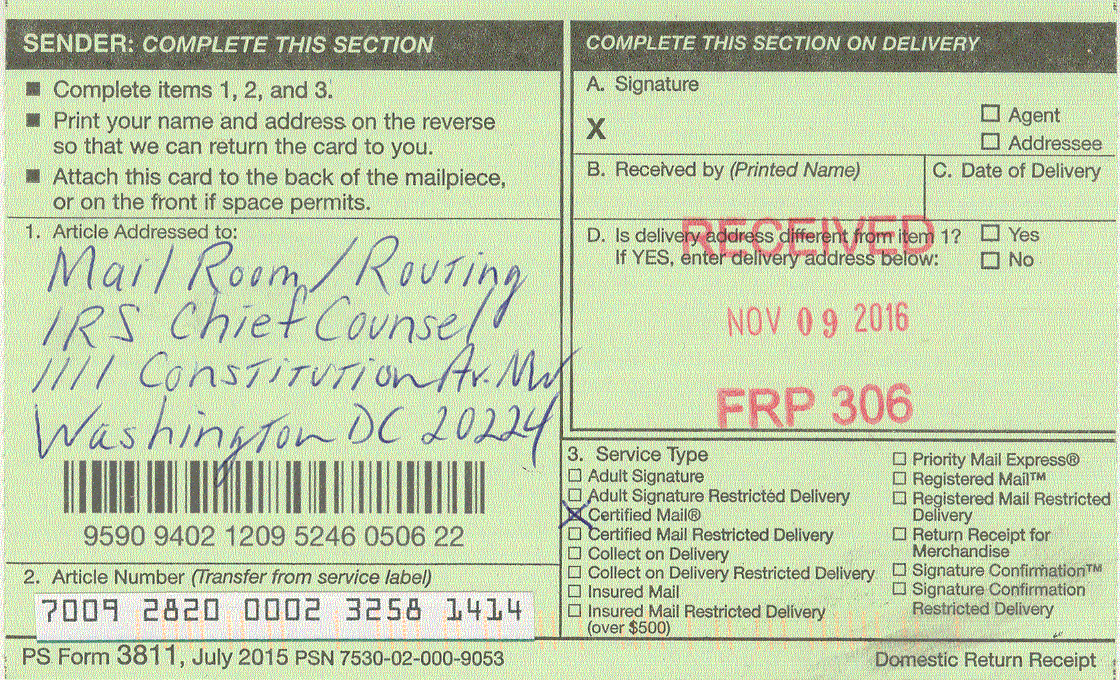 SENDER: COMPLETE THIS SECTION
■ Complete items 1, 2, and 3.
■ Print your name and address on the reverse
so that we can return the card to you.
■ Attach this card to the back of the mailpiece,
or on the front if space permits.
1. Article Addressed to:
Mail Room/Routing
IRS Chief Counsel
1111 Constitution Av. NW
Washington DC 20224
9590 9402 1209 5246 0506 22
2. Article Number (Transfer from service label)
7009 2820 0002 3258 1414
COMPLETE THIS SECTION ON DELIVERY
A. Signature
X
☐ Agent
☐ Addressee
B. Received by (Printed Name)
C. Date of Delivery
D. Is delivery address different from item 1? ☐ Yes
If YES, enter delivery address below: ☐ No
RECEIVED
NOV 09 2016
FRP 306
3. Service Type
☐ Adult Signature
☐ Adult Signature Restricted Delivery
☒ Certified Mail®
☐ Certified Mail Restricted Delivery
☐ Collect on Delivery
☐ Collect on Delivery Restricted Delivery
☐ Insured Mail
☐ Insured Mail Restricted Delivery
(over $500)
☐ Priority Mail Express®
☐ Registered Mail™
☐ Registered Mail Restricted
Delivery
☐ Return Receipt for
Merchandise
☐ Signature Confirmation™
☐ Signature Confirmation
Restricted Delivery
PS Form 3811, July 2015 PSN 7530-02-000-9053
Domestic Return Receipt